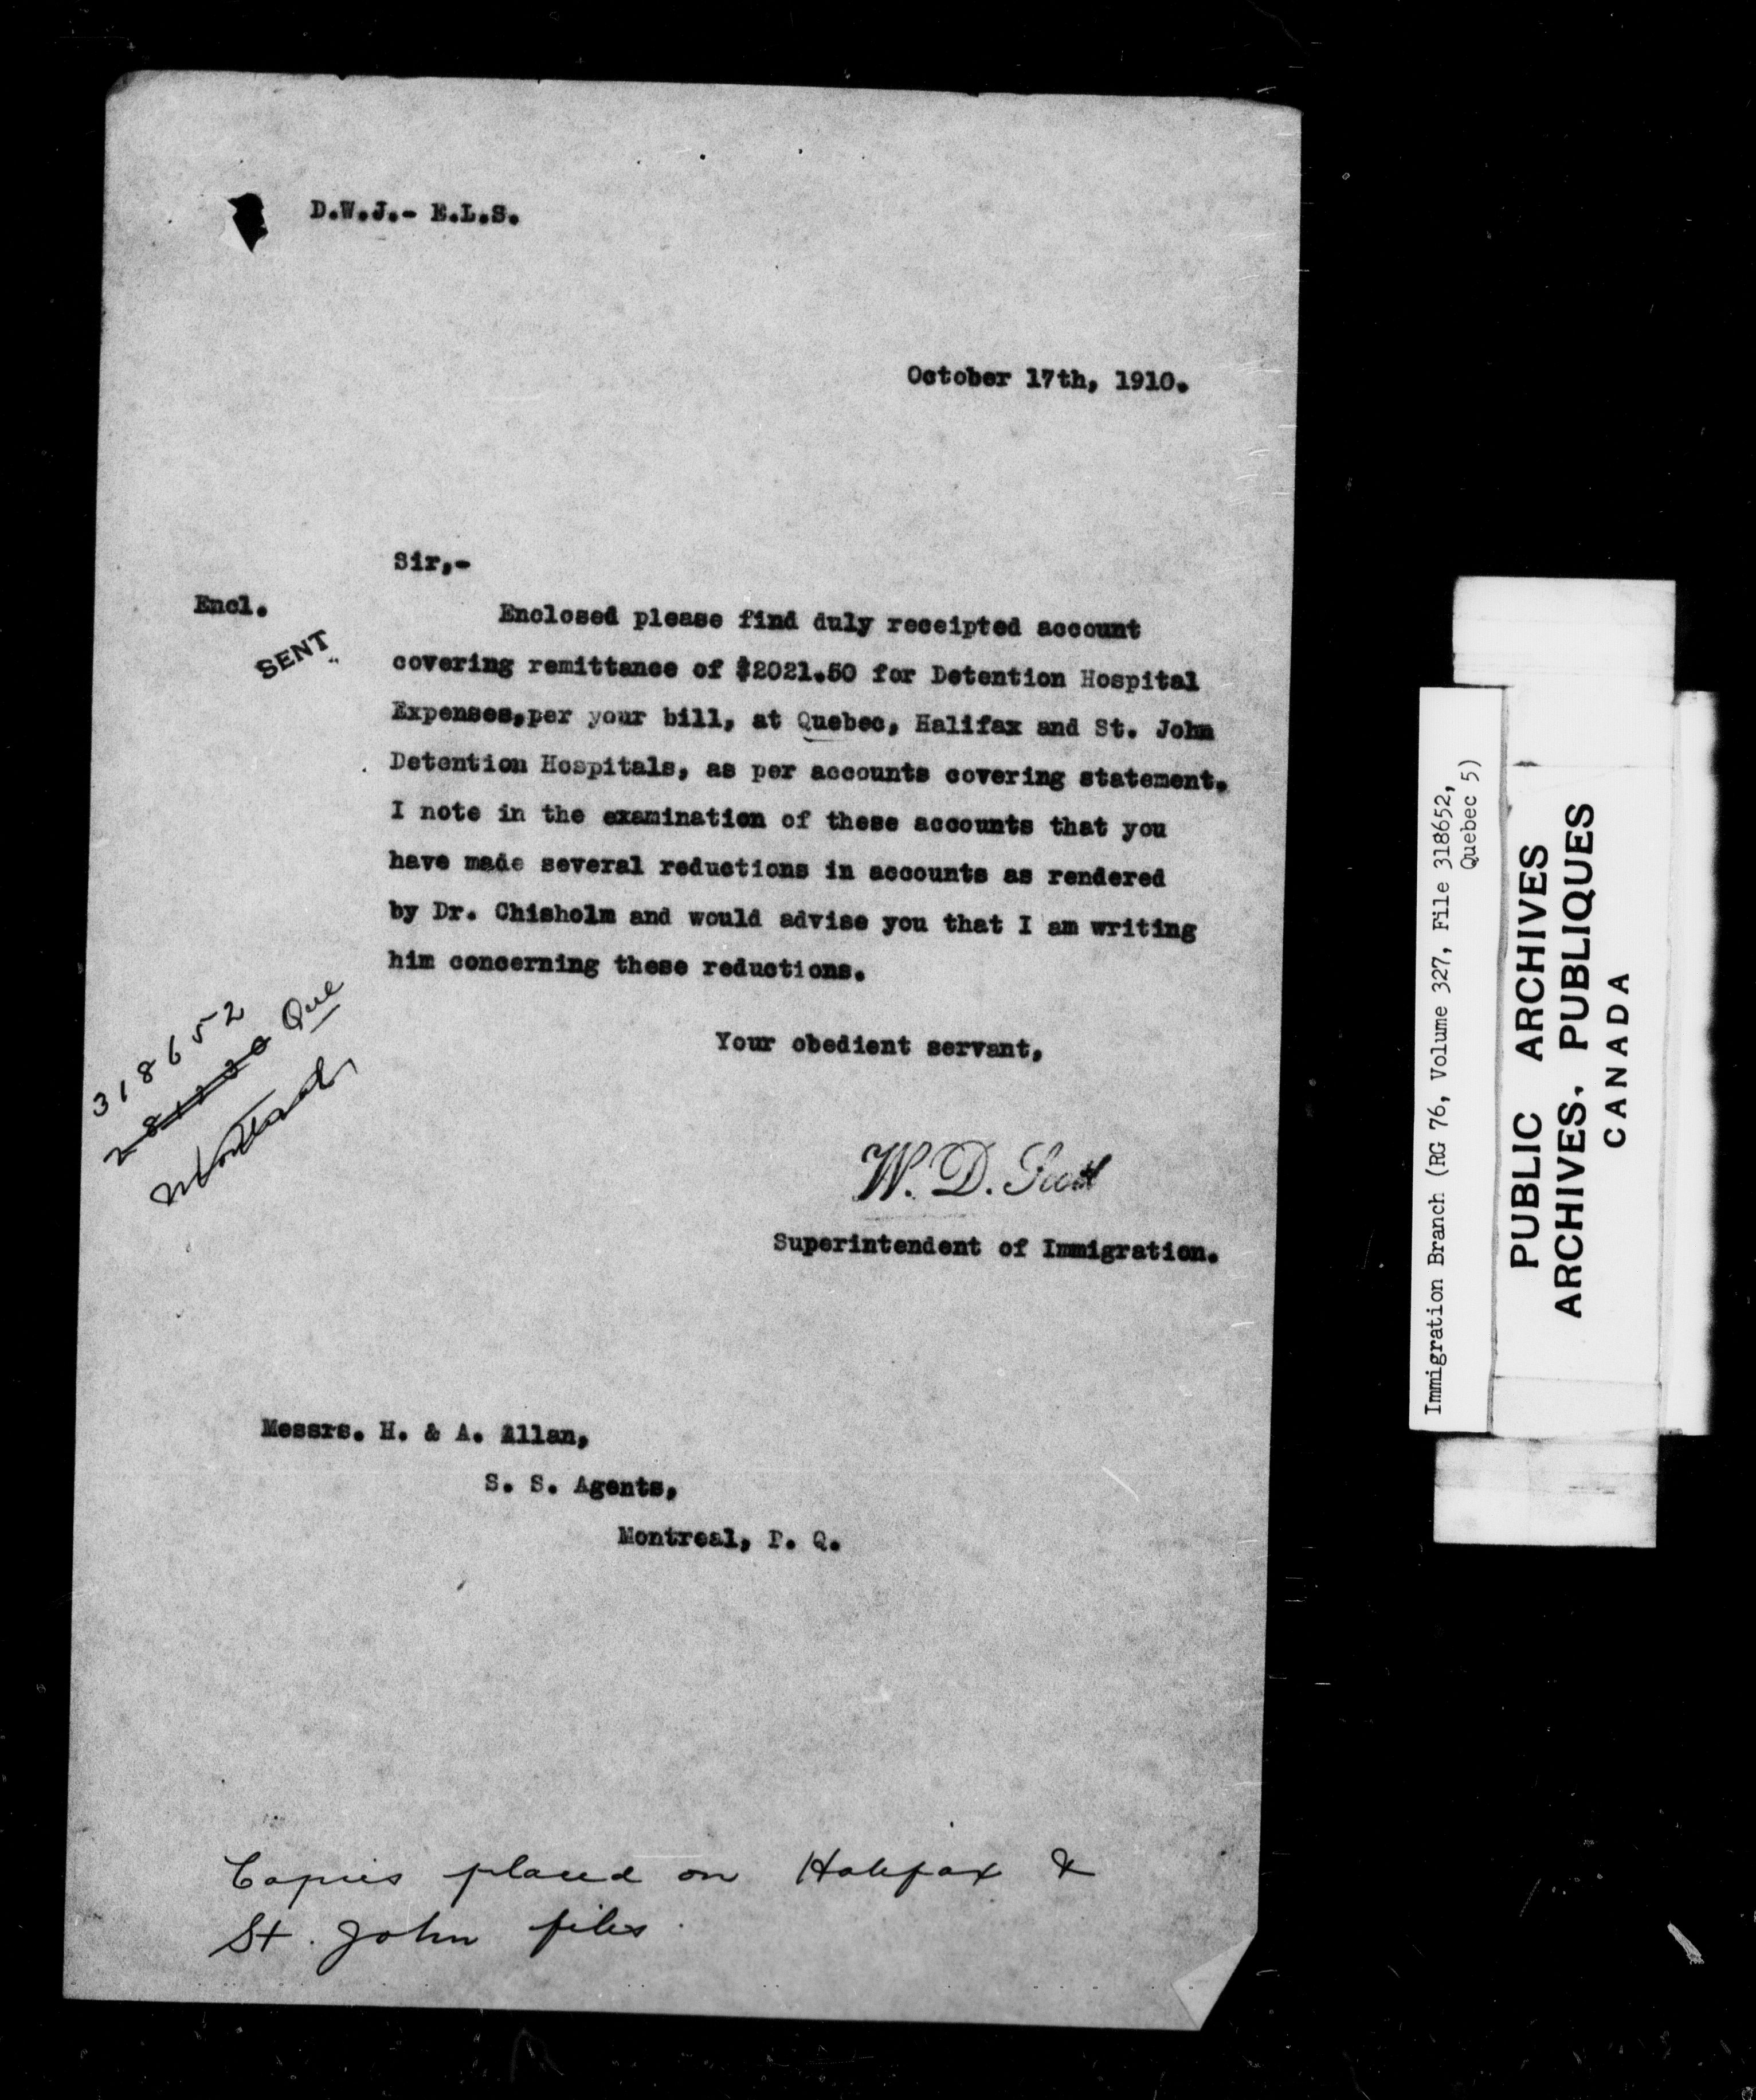 D.W.J.- E.L.S.
October 17th, 1910.
Sir,-
Encl.
SENT
Enclosed please find duly receipted account
covering remittance of $2021.50 for Detention Hospital
Expenses,per your bill, at Quebec, Halifax and St. John
Detention Hospitals, as per accounts covering statement.
I note in the examination of these accounts that you
have made several reductions in accounts as rendered
by Dr. Chisholm and would advise you that I am writing
him concerning these reductions.
318652
Que
Your obedient servant,
W. D. Scott
Superintendent of Immigration.
Messrs. H. & A. Allan,
S. S. Agents,
Montreal, P. Q.
Copies placed on Halifax &
St. John files.
Immigration Branch (RG 76, Volume 327, File 318652,
Quebec 5)
PUBLIC ARCHIVES
ARCHIVES PUBLIQUES
CANADA